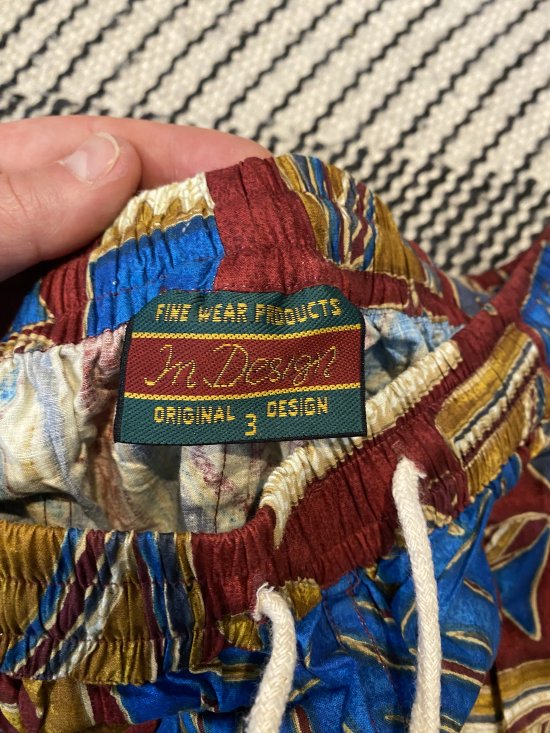 FINE WEAR PRODUCTS
In Design
ORIGINAL DESIGN
3